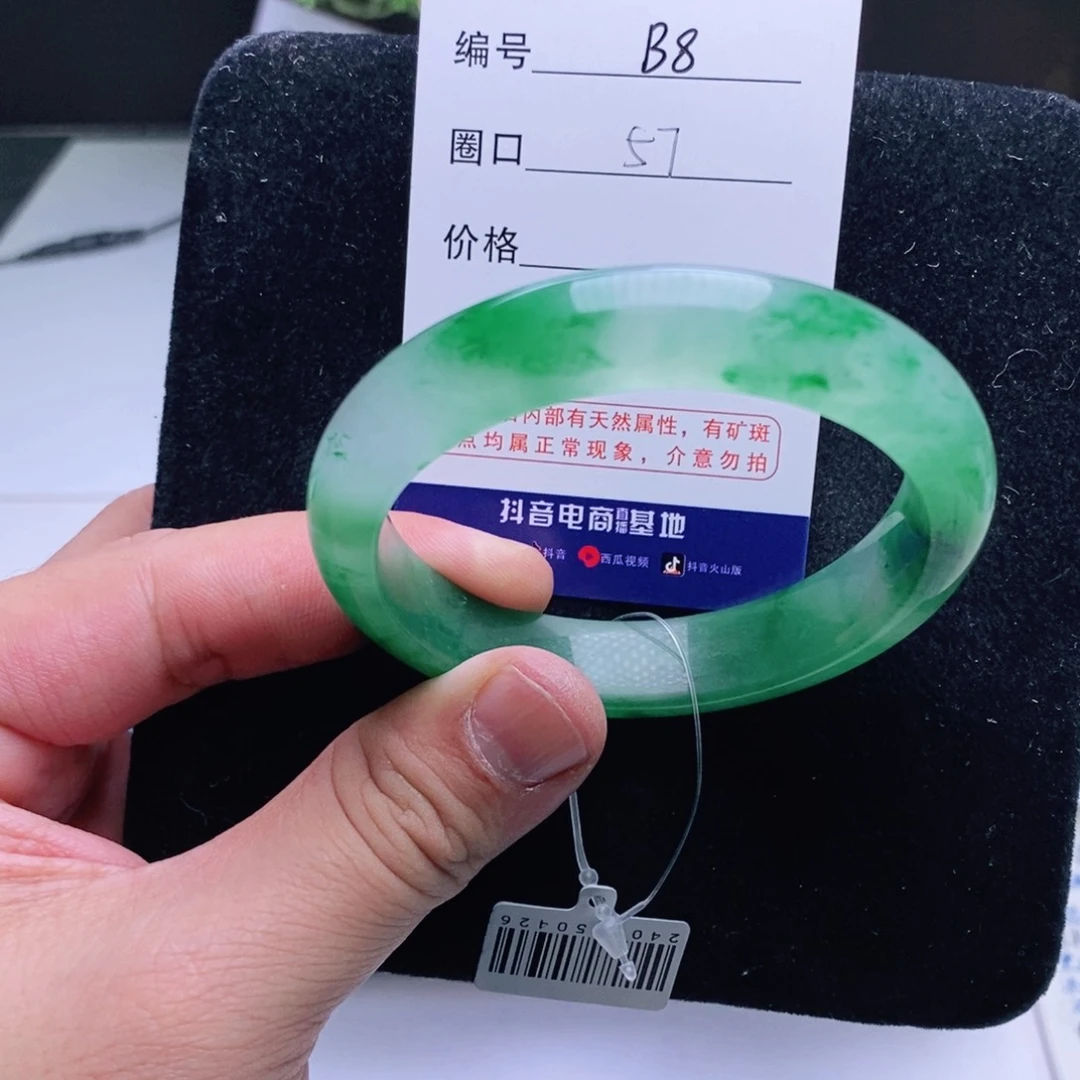 编号 B8
圈口 57
价格
内部有天然属性，有矿斑
点均属正常现象，介意勿拍
抖音电商直播基地
抖音 西瓜视频 抖音火山版